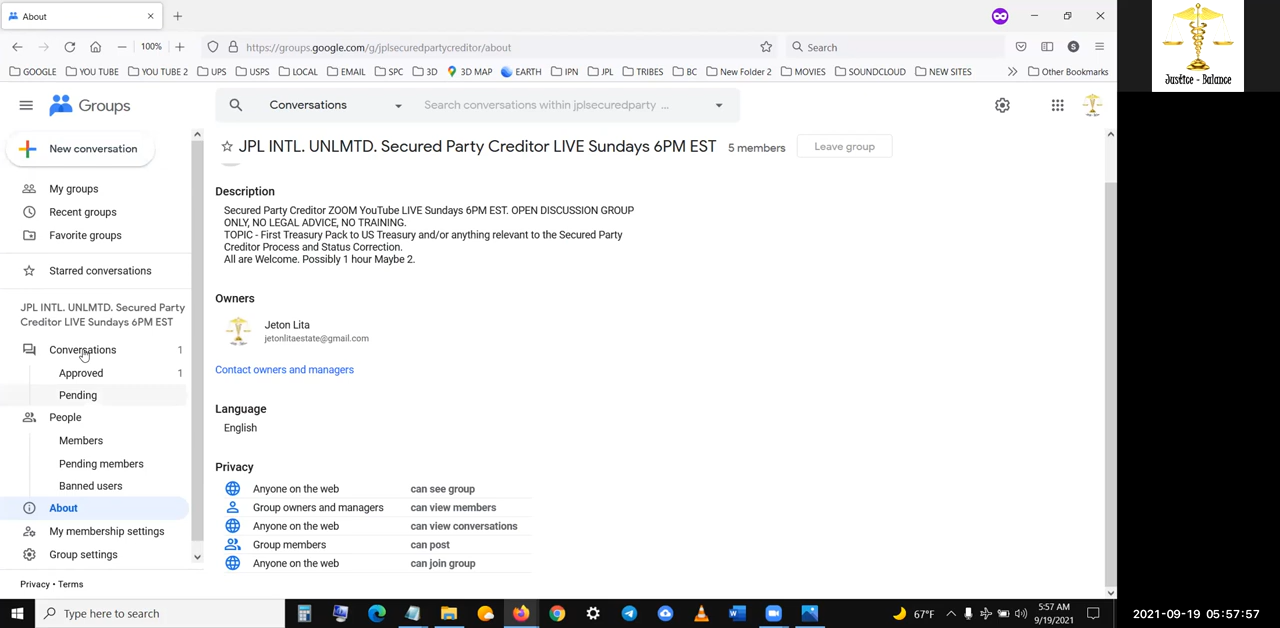 About
100%
https://groups.google.com/g/jplsecuredpartycreditor/about
Search
GOOGLE YOU TUBE YOU TUBE 2 UPS USPS LOCAL EMAIL SPC 3D 3D MAP EARTH IPN JPL TRIBES BC New Folder 2 MOVIES SOUNDCLOUD NEW SITES Other Bookmarks
Justice - Balance
Groups
Conversations
Search conversations within jplsecuredparty ...
New conversation
My groups
Recent groups
Favorite groups
Starred conversations
JPL INTL. UNLMTD. Secured Party
Creditor LIVE Sundays 6PM EST
Conversations 1
Approved 1
Pending
People
Members
Pending members
Banned users
About
My membership settings
Group settings
Privacy • Terms
JPL INTL. UNLMTD. Secured Party Creditor LIVE Sundays 6PM EST 5 members Leave group
Description
Secured Party Creditor ZOOM YouTube LIVE Sundays 6PM EST. OPEN DISCUSSION GROUP
ONLY, NO LEGAL ADVICE, NO TRAINING.
TOPIC - First Treasury Pack to US Treasury and/or anything relevant to the Secured Party
Creditor Process and Status Correction.
All are Welcome. Possibly 1 hour Maybe 2.
Owners
Jeton Lita
jetonlitaestate@gmail.com
Contact owners and managers
Language
English
Privacy
Anyone on the web can see group
Group owners and managers can view members
Anyone on the web can view conversations
Group members can post
Anyone on the web can join group
Type here to search
67°F
5:57 AM
9/19/2021
2021-09-19 05:57:57